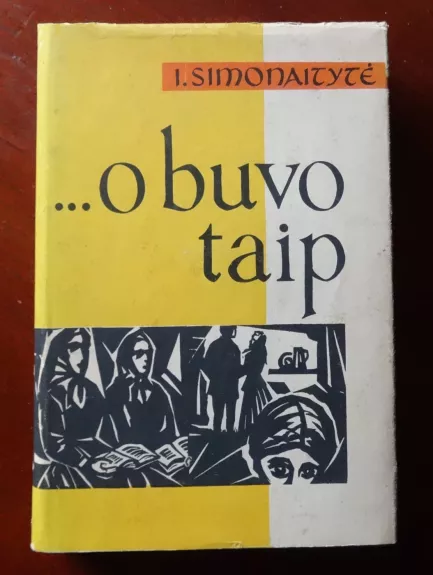 I. SIMONAITYTĖ
...o buvo
taip